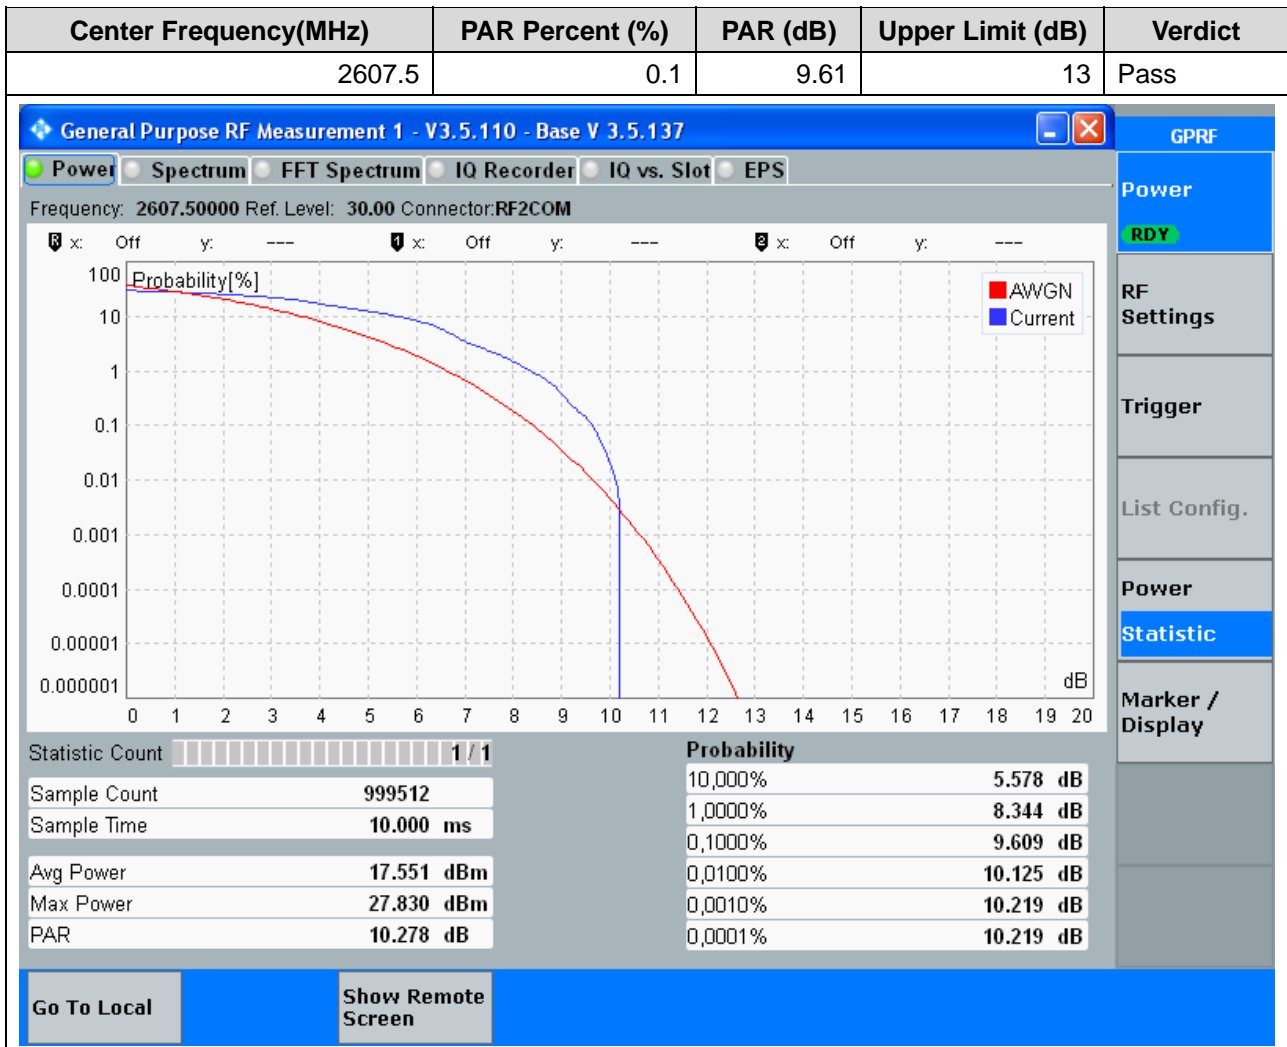 Center Frequency(MHz) PAR Percent (%) PAR (dB) Upper Limit (dB) Verdict
2607.5 0.1 9.61 13 Pass
General Purpose RF Measurement 1 - V3.5.110 - Base V 3.5.137
GPRF
Power Spectrum FFT Spectrum IQ Recorder IQ vs. Slot EPS
Power
RDY
Frequency: 2607.50000 Ref. Level: 30.00 Connector:RF2COM
R x: Off y: --- 1 x: Off y: --- 2 x: Off y: ---
100 Probability[%]
AWGN
Current
10
1
0.1
0.01
0.001
0.0001
0.00001
0.000001
dB
0 1 2 3 4 5 6 7 8 9 10 11 12 13 14 15 16 17 18 19 20
RF
Settings
Trigger
List Config.
Power
Statistic
Marker /
Display
Statistic Count 1 / 1
Sample Count 999512
Sample Time 10.000 ms
Avg Power 17.551 dBm
Max Power 27.830 dBm
PAR 10.278 dB
Probability
10,000% 5.578 dB
1,0000% 8.344 dB
0,1000% 9.609 dB
0,0100% 10.125 dB
0,0010% 10.219 dB
0,0001% 10.219 dB
Go To Local
Show Remote
Screen